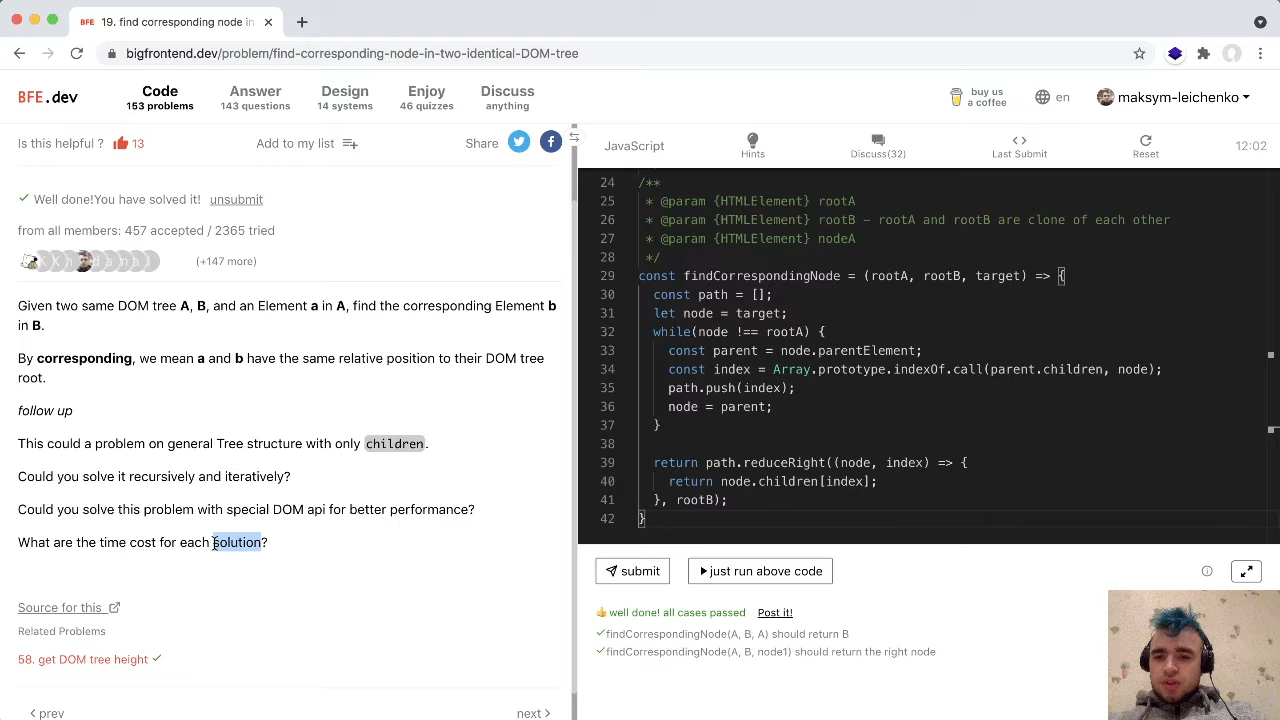 BFE 19. find corresponding node in
bigfrontend.dev/problem/find-corresponding-node-in-two-identical-DOM-tree
BFE.dev
Code
153 problems
Answer
143 questions
Design
14 systems
Enjoy
46 quizzes
Discuss
anything
buy us
a coffee
en
maksym-leichenko
Is this helpful ? 13
Add to my list
Share
Well done!You have solved it! unsubmit
from all members: 457 accepted / 2365 tried
(+147 more)
Given two same DOM tree A, B, and an Element a in A, find the corresponding Element b
in B.
By corresponding, we mean a and b have the same relative position to their DOM tree
root.
follow up
This could a problem on general Tree structure with only children.
Could you solve it recursively and iteratively?
Could you solve this problem with special DOM api for better performance?
What are the time cost for each solution?
Source for this
Related Problems
58. get DOM tree height
prev
next
JavaScript
Hints
Discuss(32)
Last Submit
Reset
12:02
24 /**
25 * @param {HTMLElement} rootA
26 * @param {HTMLElement} rootB - rootA and rootB are clone of each other
27 * @param {HTMLElement} nodeA
28 */
29 const findCorrespondingNode = (rootA, rootB, target) => {
30 const path = [];
31 let node = target;
32 while(node !== rootA) {
33 const parent = node.parentElement;
34 const index = Array.prototype.indexOf.call(parent.children, node);
35 path.push(index);
36 node = parent;
37 }
38
39 return path.reduceRight((node, index) => {
40 return node.children[index];
41 }, rootB);
42 }
submit
just run above code
well done! all cases passed Post it!
findCorrespondingNode(A, B, A) should return B
findCorrespondingNode(A, B, node1) should return the right node